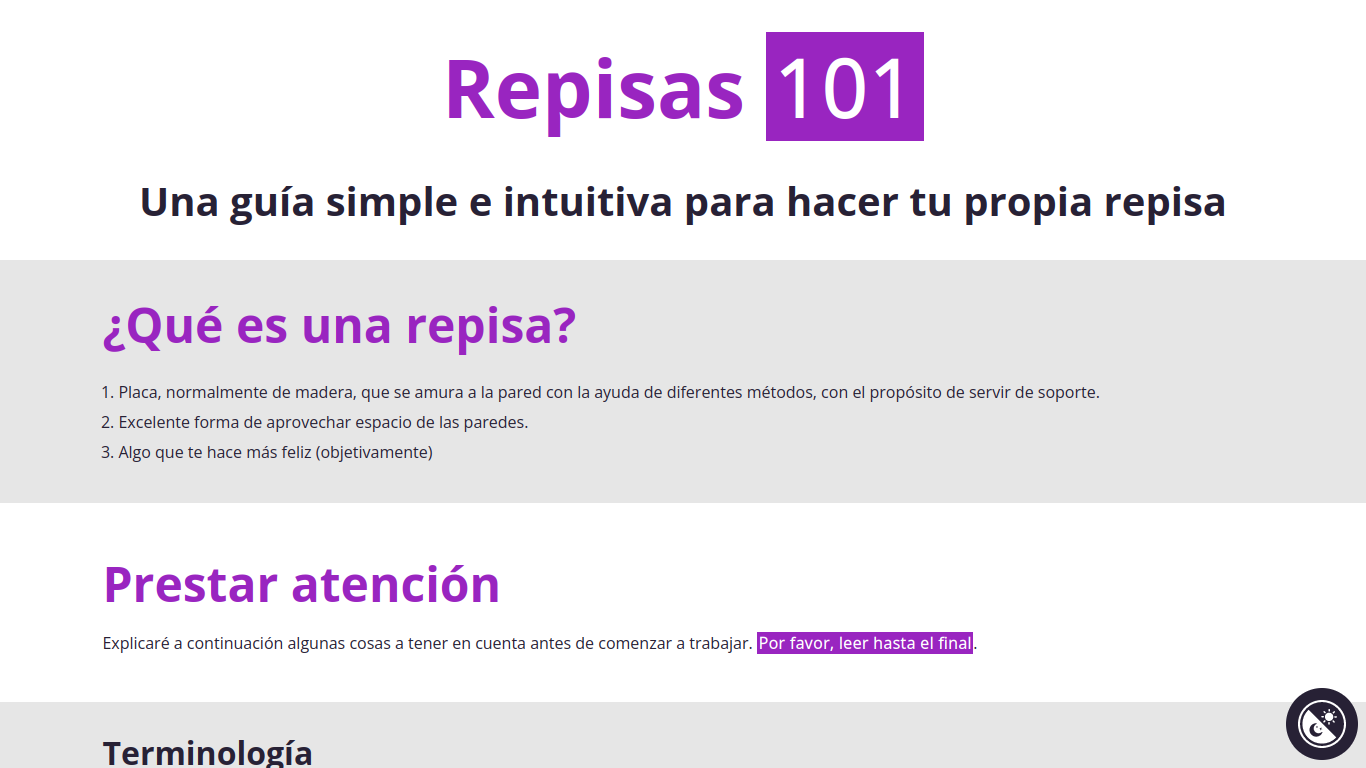 Repisas 101
Una guía simple e intuitiva para hacer tu propia repisa
¿Qué es una repisa?
1. Placa, normalmente de madera, que se amura a la pared con la ayuda de diferentes métodos, con el propósito de servir de soporte.
2. Excelente forma de aprovechar espacio de las paredes.
3. Algo que te hace más feliz (objetivamente)
Prestar atención
Explicaré a continuación algunas cosas a tener en cuenta antes de comenzar a trabajar. Por favor, leer hasta el final.
Terminología